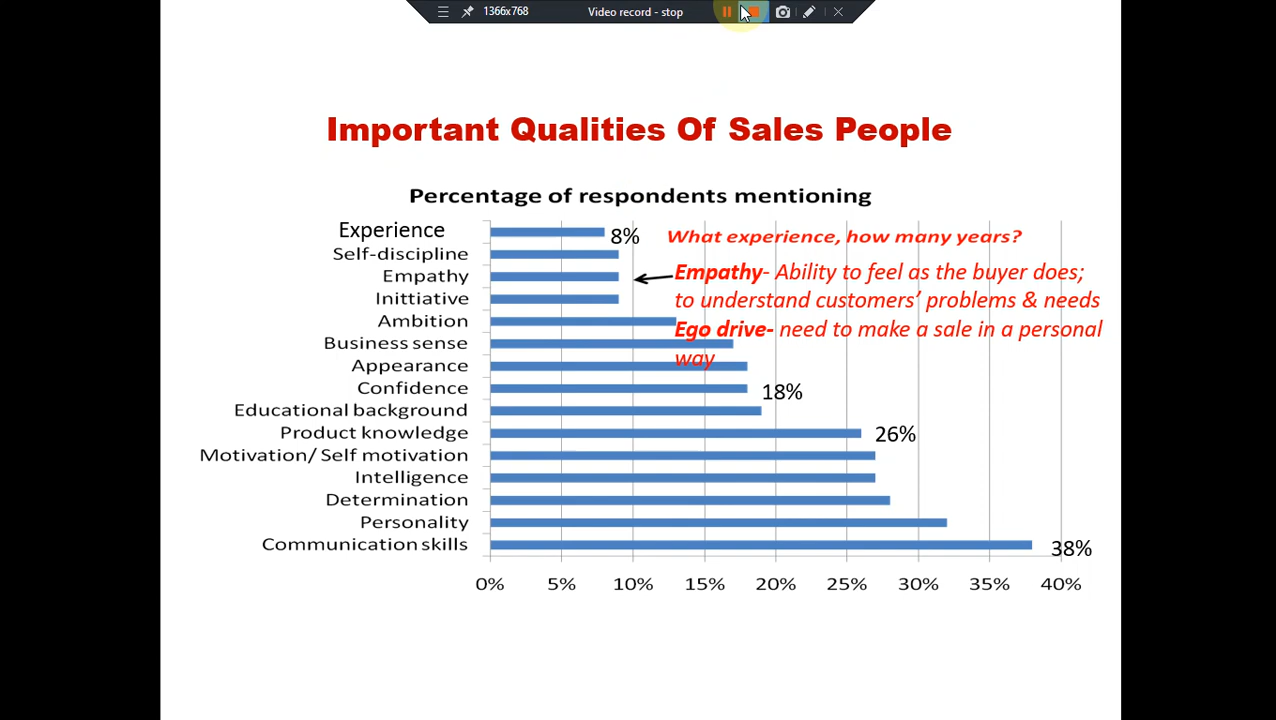 1366x768
Video record - stop
Important Qualities Of Sales People
Percentage of respondents mentioning
Experience
8%
What experience, how many years?
Self-discipline
Empathy
Empathy- Ability to feel as the buyer does;
to understand customers' problems & needs
Inittiative
Ambition
Ego drive- need to make a sale in a personal
way
Business sense
Appearance
Confidence
18%
Educational background
Product knowledge
26%
Motivation/ Self motivation
Intelligence
Determination
Personality
Communication skills
38%
0% 5% 10% 15% 20% 25% 30% 35% 40%